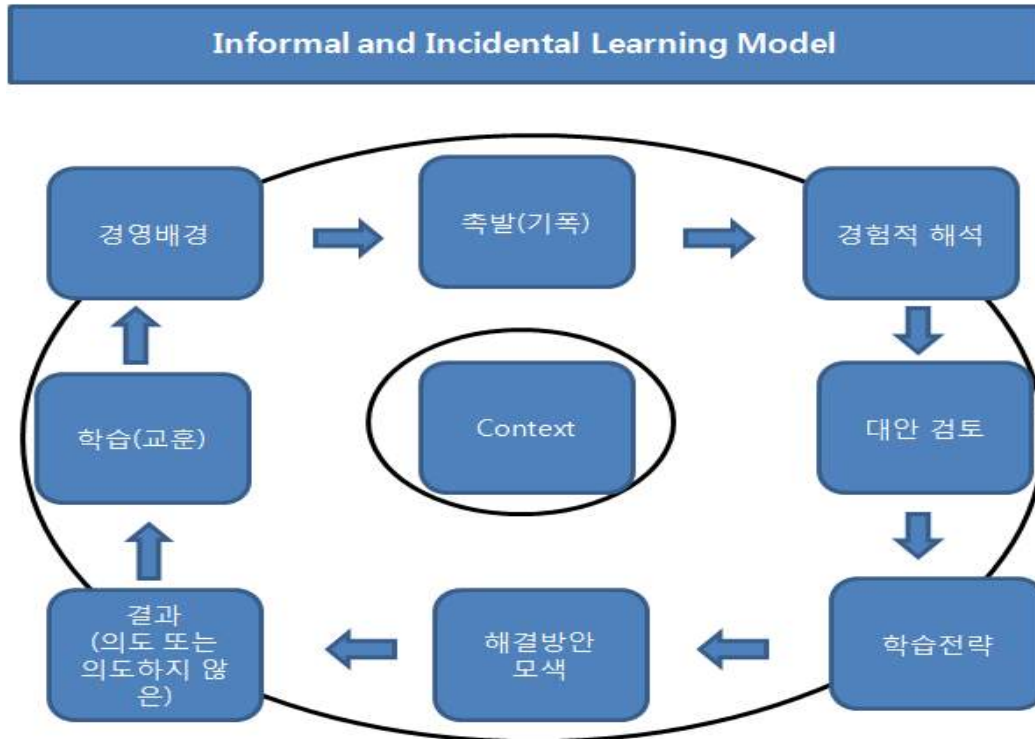 Informal and Incidental Learning Model
경영배경
촉발(기폭)
경험적 해석
학습(교훈)
Context
대안 검토
결과
(의도 또는
의도하지 않
은)
해결방안
모색
학습전략